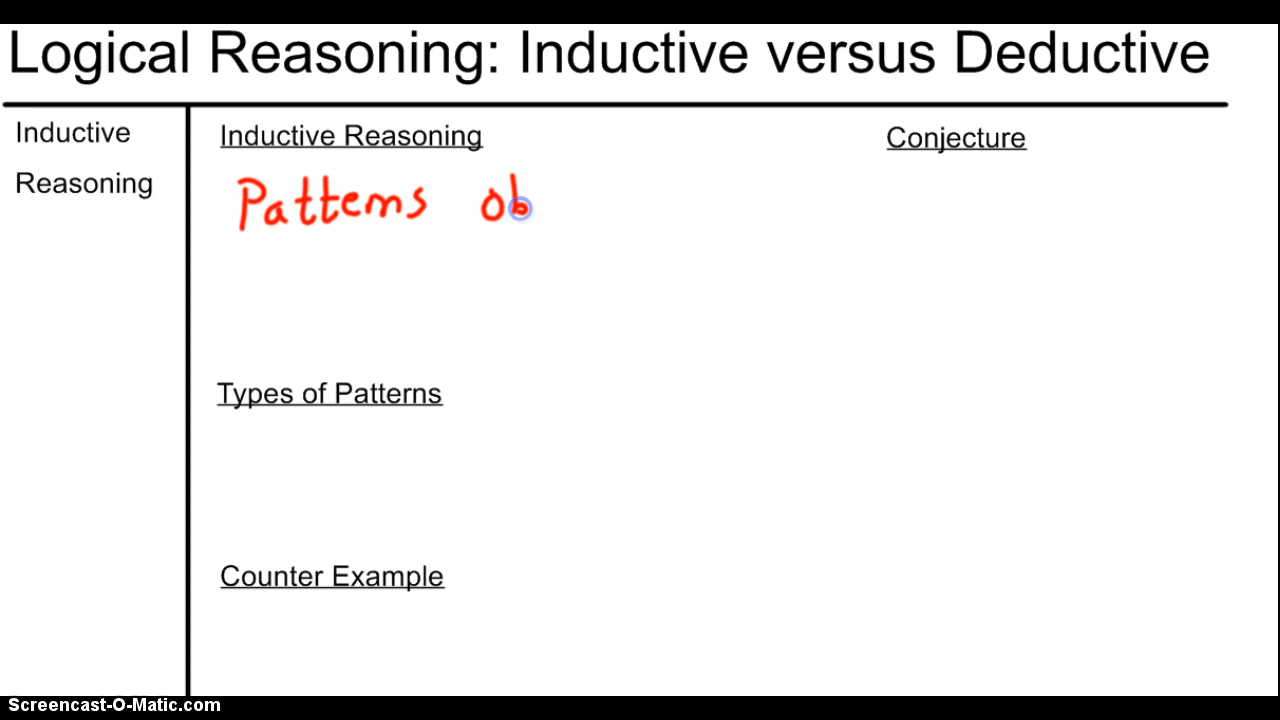 Logical Reasoning: Inductive versus Deductive
Inductive
Reasoning
Inductive Reasoning
Conjecture
Patterns ob
Types of Patterns
Counter Example
Screencast-O-Matic.com